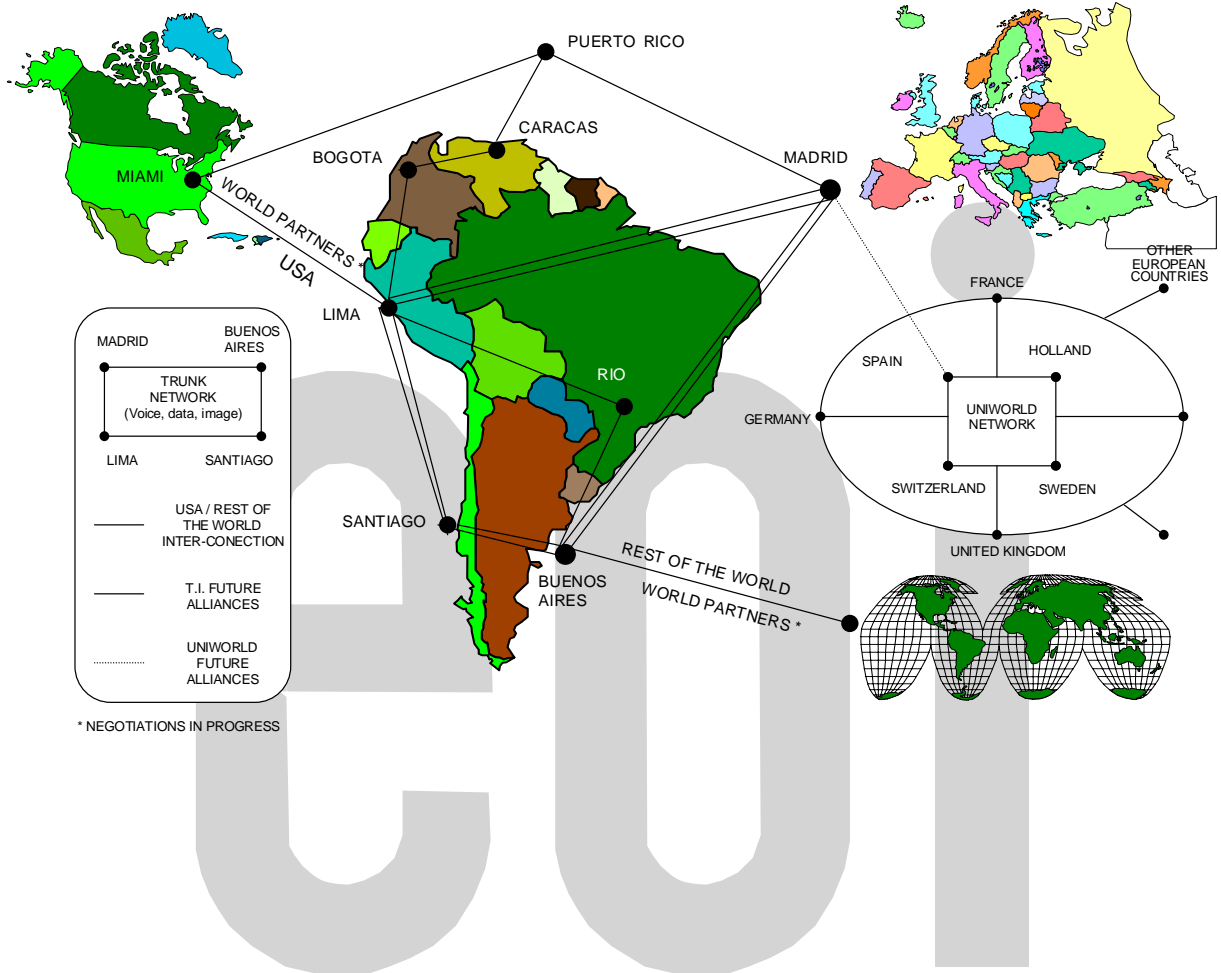 PUERTO RICO
CARACAS
BOGOTA
MADRID
MIAMI
WORLD PARTNERS *
USA
LIMA
RIO
SANTIAGO
BUENOS
AIRES
REST OF THE WORLD
WORLD PARTNERS *
OTHER
EUROPEAN
COUNTRIES
FRANCE
SPAIN
HOLLAND
GERMANY
UNIWORLD
NETWORK
SWITZERLAND
SWEDEN
UNITED KINGDOM
MADRID
BUENOS
AIRES
TRUNK
NETWORK
(Voice, data, image)
LIMA
SANTIAGO
USA / REST OF
THE WORLD
INTER-CONECTION
T.I. FUTURE
ALLIANCES
UNIWORLD
FUTURE
ALLIANCES
* NEGOTIATIONS IN PROGRESS
eoi